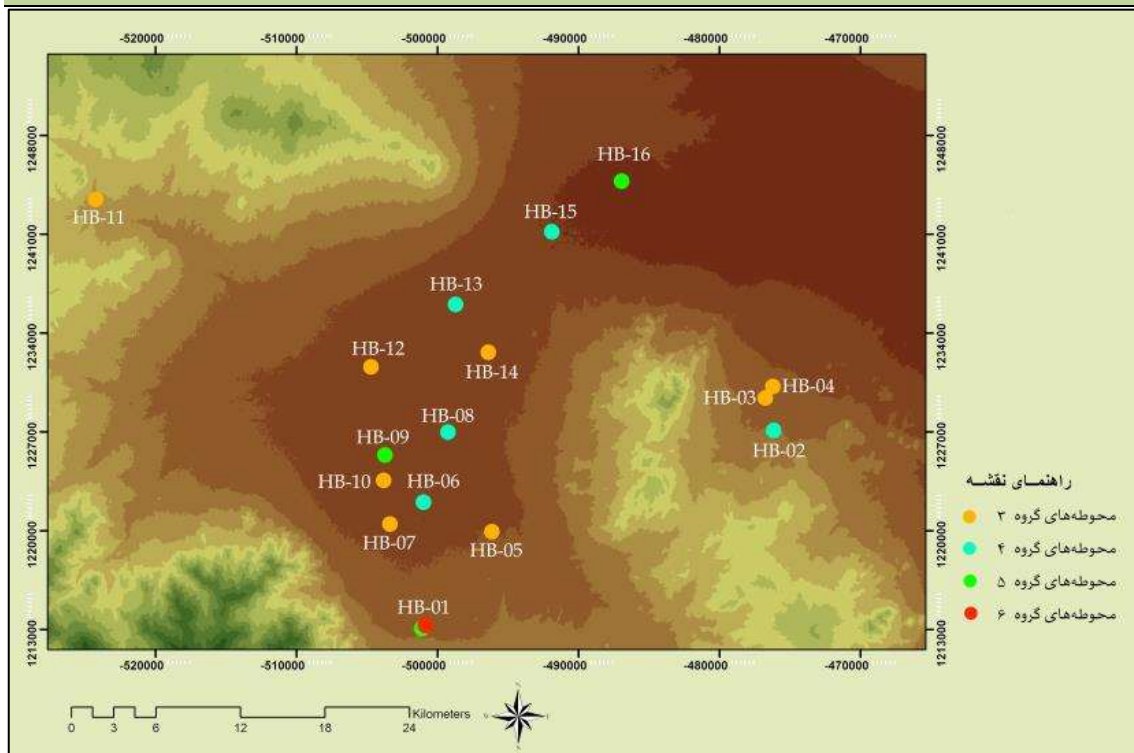 -520000 -510000 -500000 -490000 -480000 -470000
1248000 1248000
HB-16
HB-11
HB-15
1241000 1241000
HB-13
1234000 1234000
HB-12
HB-14
HB-04
HB-03
HB-08
1227000 1227000
HB-02
HB-09
HB-10 HB-06
راهنمای نقشه
محوطه‌های گروه ۳
1220000 1220000
HB-07 HB-05
محوطه‌های گروه ۴
محوطه‌های گروه ۵
HB-01
محوطه‌های گروه ۶
1213000 1213000
-520000 -510000 -500000 -490000 -480000 -470000
Kilometers
0 3 6 12 18 24